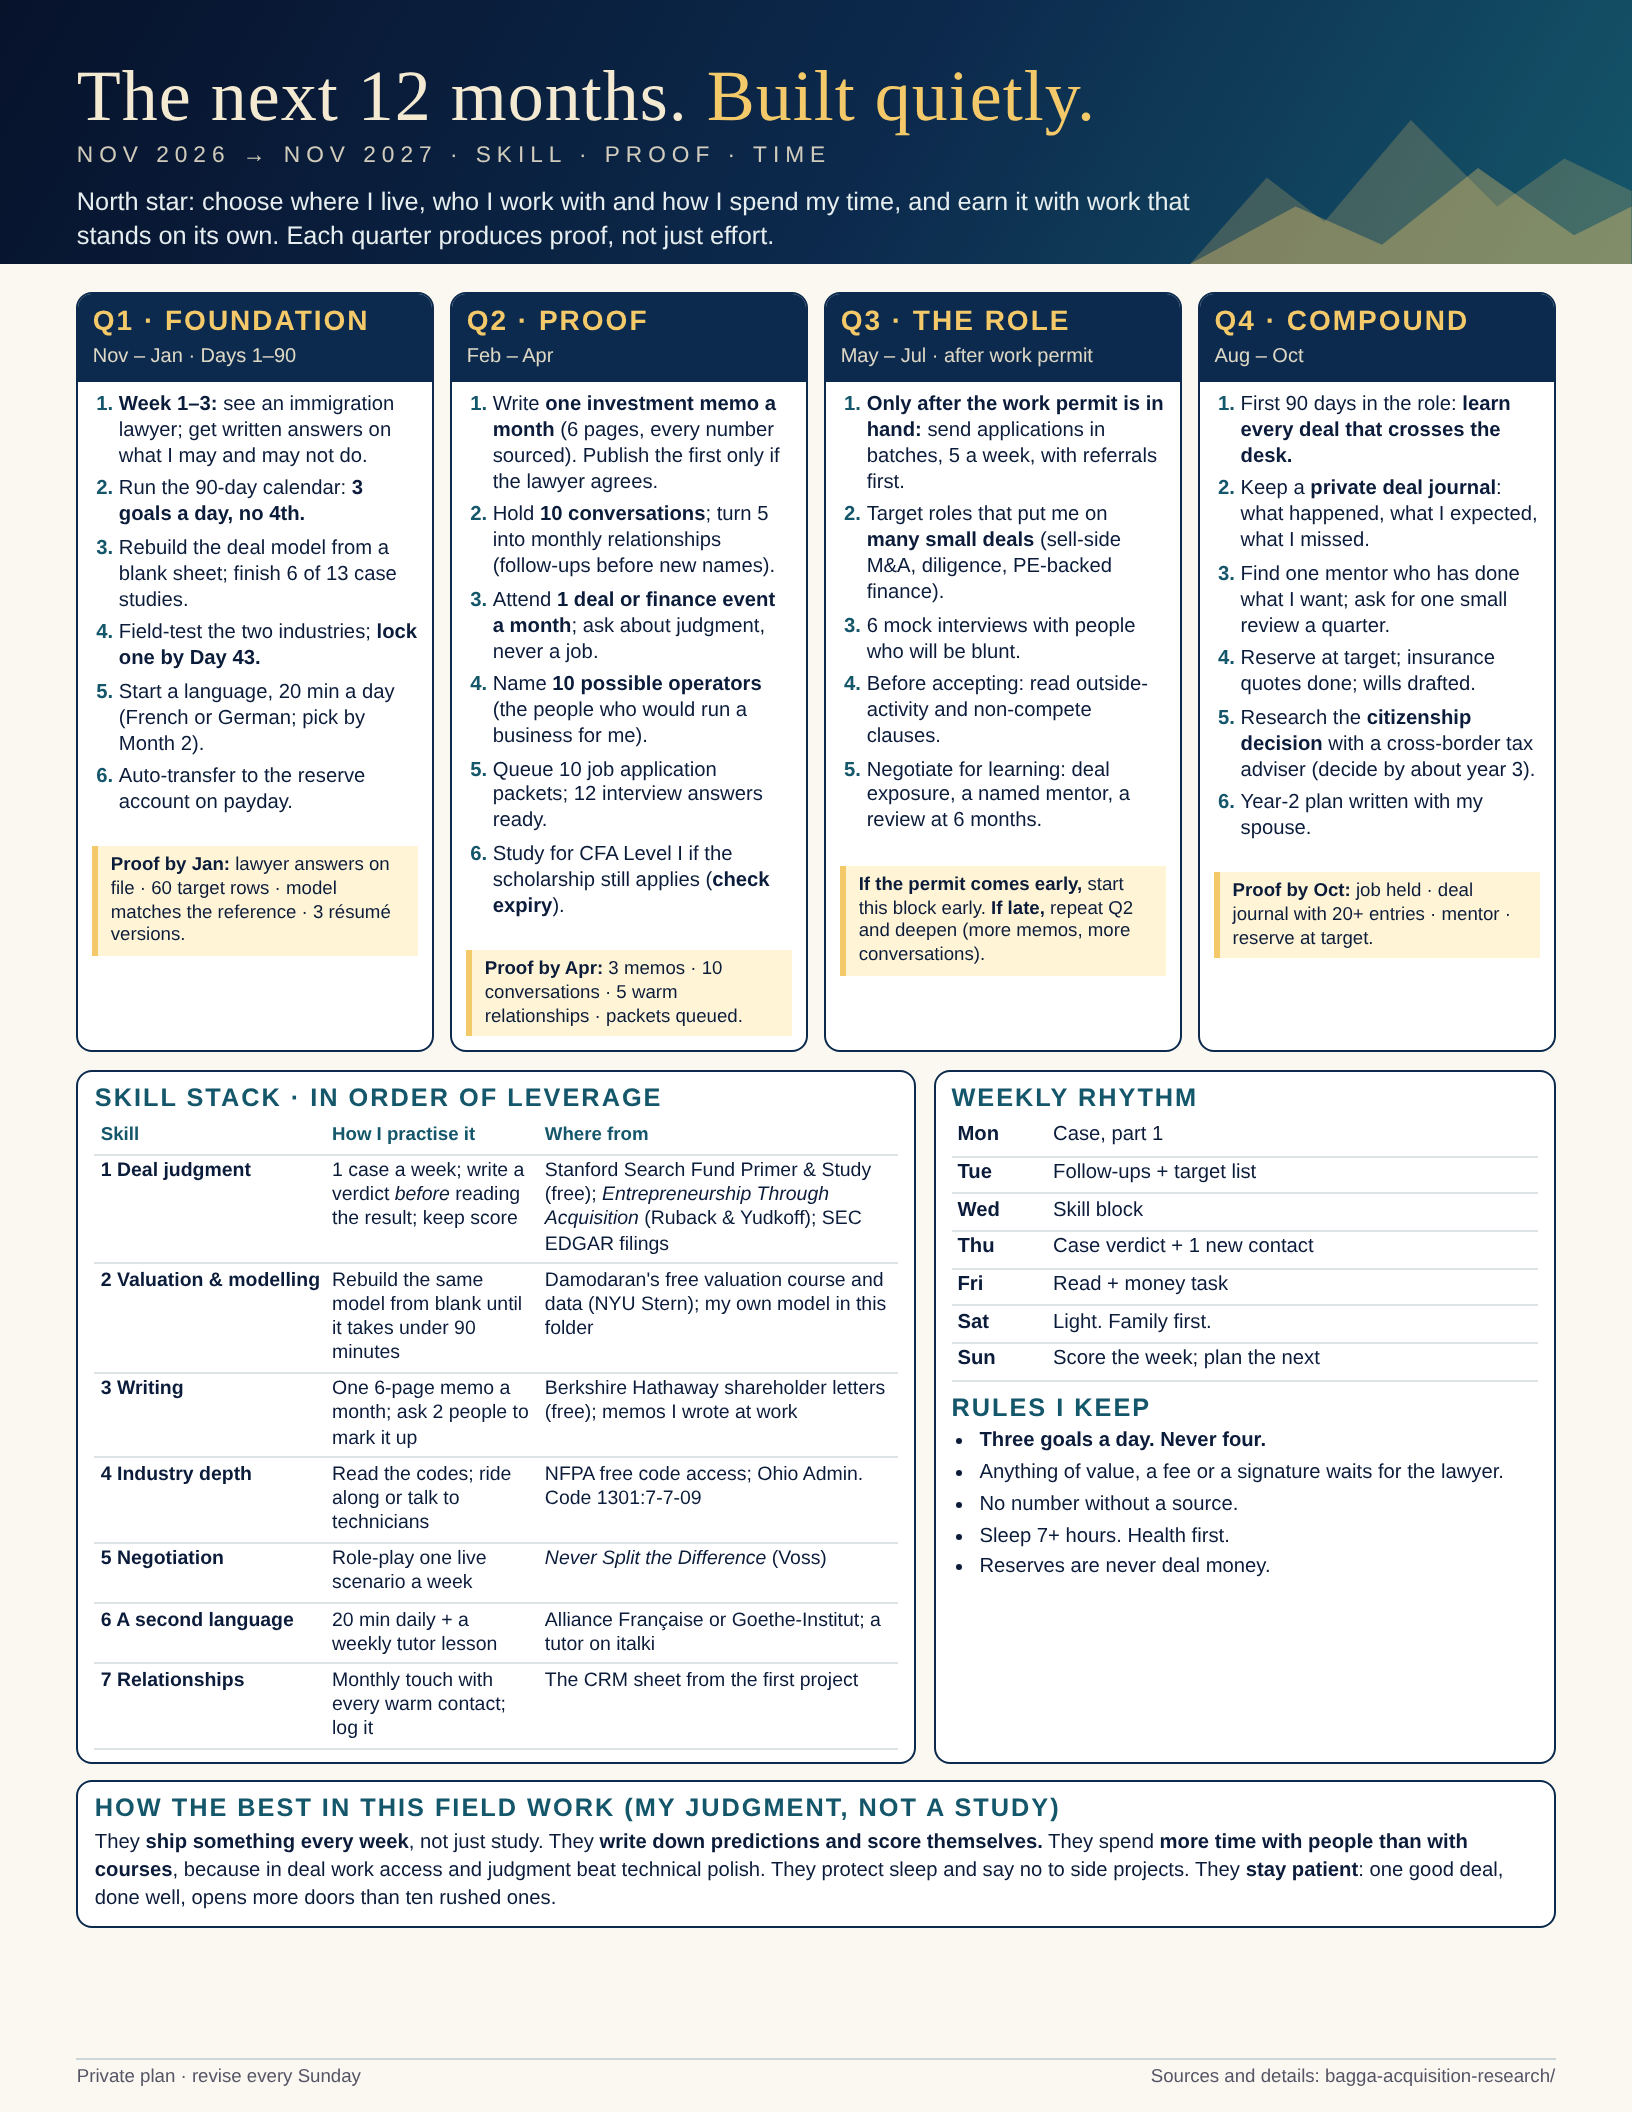 The next 12 months. Built quietly.
NOV 2026 → NOV 2027 · SKILL · PROOF · TIME
North star: choose where I live, who I work with and how I spend my time, and earn it with work that
stands on its own. Each quarter produces proof, not just effort.
Q1 · FOUNDATION
Nov – Jan · Days 1–90
1. Week 1–3: see an immigration
lawyer; get written answers on
what I may and may not do.
2. Run the 90-day calendar: 3
goals a day, no 4th.
3. Rebuild the deal model from a
blank sheet; finish 6 of 13 case
studies.
4. Field-test the two industries; lock
one by Day 43.
5. Start a language, 20 min a day
(French or German; pick by
Month 2).
6. Auto-transfer to the reserve
account on payday.
Proof by Jan: lawyer answers on
file · 60 target rows · model
matches the reference · 3 résumé
versions.
Q2 · PROOF
Feb – Apr
1. Write one investment memo a
month (6 pages, every number
sourced). Publish the first only if
the lawyer agrees.
2. Hold 10 conversations; turn 5
into monthly relationships
(follow-ups before new names).
3. Attend 1 deal or finance event
a month; ask about judgment,
never a job.
4. Name 10 possible operators
(the people who would run a
business for me).
5. Queue 10 job application
packets; 12 interview answers
ready.
6. Study for CFA Level I if the
scholarship still applies (check
expiry).
Proof by Apr: 3 memos · 10
conversations · 5 warm
relationships · packets queued.
Q3 · THE ROLE
May – Jul · after work permit
1. Only after the work permit is in
hand: send applications in
batches, 5 a week, with referrals
first.
2. Target roles that put me on
many small deals (sell-side
M&A, diligence, PE-backed
finance).
3. 6 mock interviews with people
who will be blunt.
4. Before accepting: read outside-
activity and non-compete
clauses.
5. Negotiate for learning: deal
exposure, a named mentor, a
review at 6 months.
If the permit comes early, start
this block early. If late, repeat Q2
and deepen (more memos, more
conversations).
Q4 · COMPOUND
Aug – Oct
1. First 90 days in the role: learn
every deal that crosses the
desk.
2. Keep a private deal journal:
what happened, what I expected,
what I missed.
3. Find one mentor who has done
what I want; ask for one small
review a quarter.
4. Reserve at target; insurance
quotes done; wills drafted.
5. Research the citizenship
decision with a cross-border tax
adviser (decide by about year 3).
6. Year-2 plan written with my
spouse.
Proof by Oct: job held · deal
journal with 20+ entries · mentor ·
reserve at target.
SKILL STACK · IN ORDER OF LEVERAGE
Skill How I practise it Where from
1 Deal judgment 1 case a week; write a Stanford Search Fund Primer & Study
verdict before reading (free); Entrepreneurship Through
the result; keep score Acquisition (Ruback & Yudkoff); SEC
EDGAR filings
2 Valuation & modelling Rebuild the same Damodaran's free valuation course and
model from blank until data (NYU Stern); my own model in this
it takes under 90 folder
minutes
3 Writing One 6-page memo a Berkshire Hathaway shareholder letters
month; ask 2 people to (free); memos I wrote at work
mark it up
4 Industry depth Read the codes; ride NFPA free code access; Ohio Admin.
along or talk to Code 1301:7-7-09
technicians
5 Negotiation Role-play one live Never Split the Difference (Voss)
scenario a week
6 A second language 20 min daily + a Alliance Française or Goethe-Institut; a
weekly tutor lesson tutor on italki
7 Relationships Monthly touch with The CRM sheet from the first project
every warm contact;
log it
WEEKLY RHYTHM
Mon Case, part 1
Tue Follow-ups + target list
Wed Skill block
Thu Case verdict + 1 new contact
Fri Read + money task
Sat Light. Family first.
Sun Score the week; plan the next
RULES I KEEP
• Three goals a day. Never four.
• Anything of value, a fee or a signature waits for the lawyer.
• No number without a source.
• Sleep 7+ hours. Health first.
• Reserves are never deal money.
HOW THE BEST IN THIS FIELD WORK (MY JUDGMENT, NOT A STUDY)
They ship something every week, not just study. They write down predictions and score themselves. They spend more time with people than with
courses, because in deal work access and judgment beat technical polish. They protect sleep and say no to side projects. They stay patient: one good deal,
done well, opens more doors than ten rushed ones.
Private plan · revise every Sunday
Sources and details: bagga-acquisition-research/